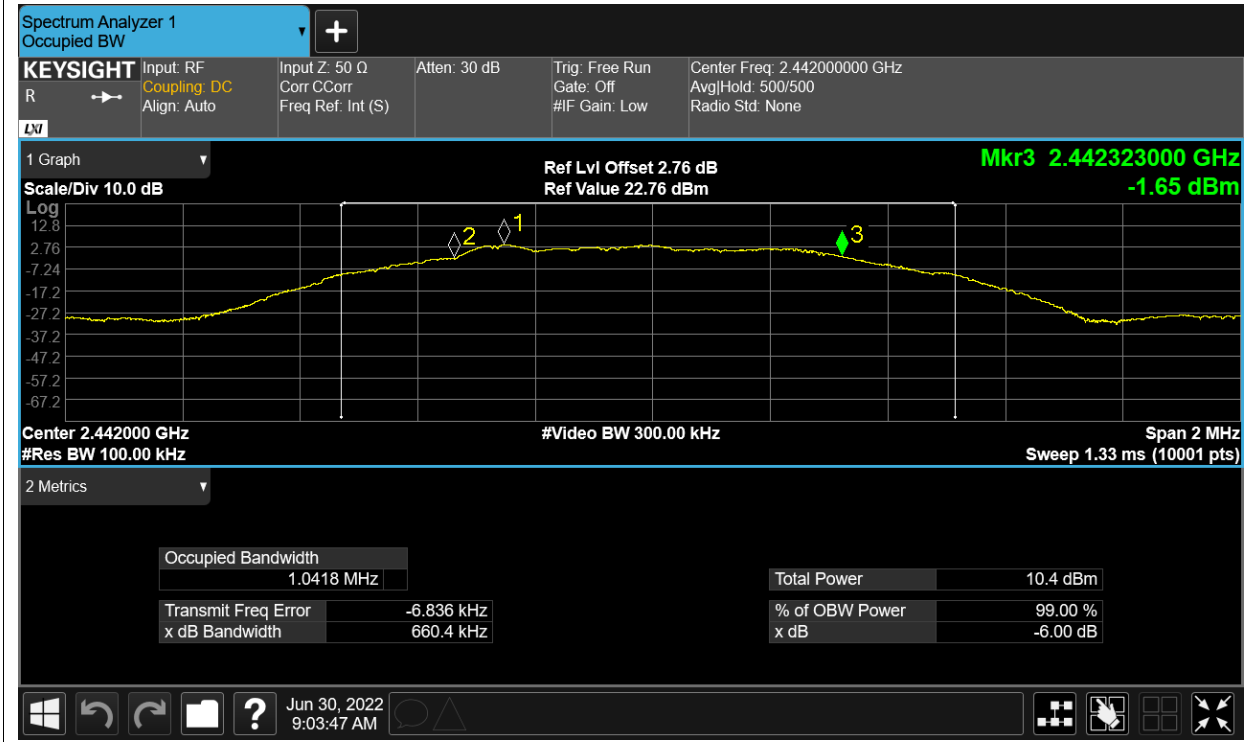 Spectrum Analyzer 1
Occupied BW
KEYSIGHT
R
LXI
Input: RF
Coupling: DC
Align: Auto
Input Z: 50 Ω
Corr CCorr
Freq Ref: Int (S)
Atten: 30 dB
Trig: Free Run
Gate: Off
#IF Gain: Low
Center Freq: 2.442000000 GHz
Avg|Hold: 500/500
Radio Std: None
1 Graph
Scale/Div 10.0 dB
Ref Lvl Offset 2.76 dB
Ref Value 22.76 dBm
Mkr3 2.442323000 GHz
-1.65 dBm
Log
12.8
2.76
-7.24
-17.2
-27.2
-37.2
-47.2
-57.2
-67.2
2
1
3
Center 2.442000 GHz
#Res BW 100.00 kHz
#Video BW 300.00 kHz
Span 2 MHz
Sweep 1.33 ms (10001 pts)
2 Metrics
Occupied Bandwidth
1.0418 MHz
Transmit Freq Error -6.836 kHz
x dB Bandwidth 660.4 kHz
Total Power 10.4 dBm
% of OBW Power 99.00 %
x dB -6.00 dB
?
Jun 30, 2022
9:03:47 AM